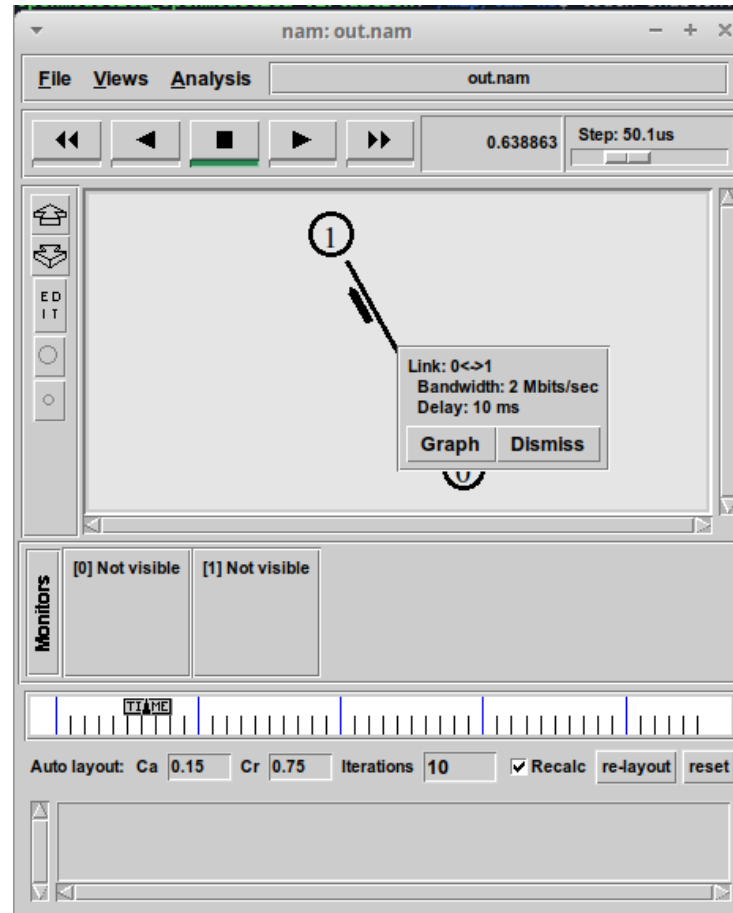 nam: out.nam
File Views Analysis out.nam
0.638863 Step: 50.1us
1
E D
I T
Link: 0<->1
Bandwidth: 2 Mbits/sec
Delay: 10 ms
Graph Dismiss
0
Monitors
[0] Not visible [1] Not visible
TIME
Auto layout: Ca 0.15 Cr 0.75 Iterations 10 Recalc re-layout reset